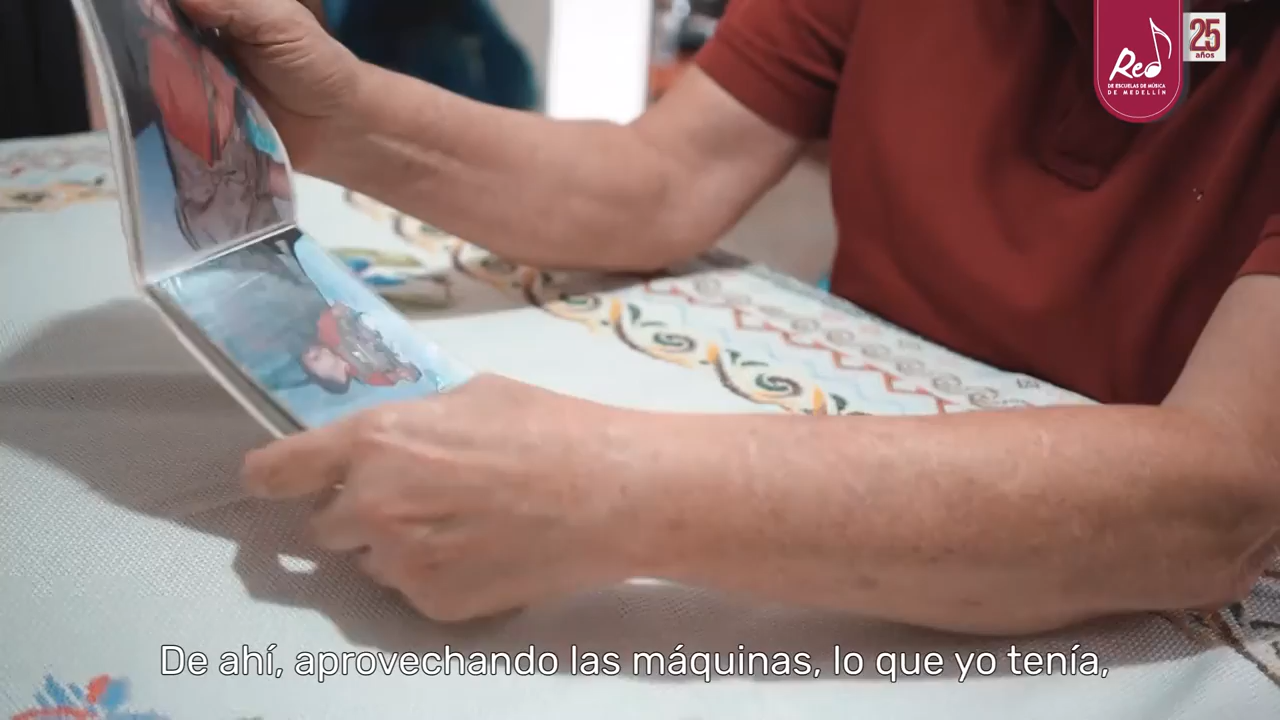 25
años
Red
DE ESCUELAS DE MÚSICA
DE MEDELLÍN
De ahí, aprovechando las máquinas, lo que yo tenía,